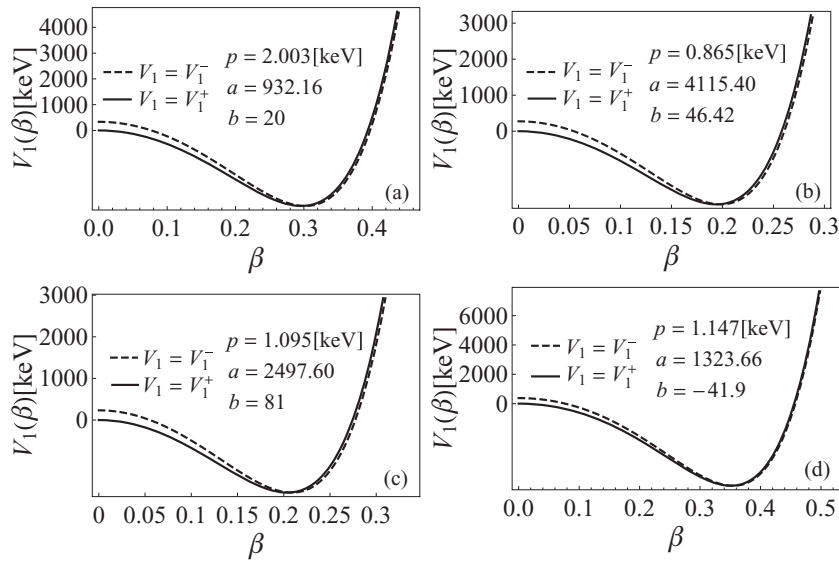 4000
3000
2000
1000
0
V₁(β)[keV]
V₁ = V₁⁻
V₁ = V₁⁺
p = 2.003[keV]
a = 932.16
b = 20
(a)
0.0 0.1 0.2 0.3 0.4
β
3000
2000
1000
0
V₁(β)[keV]
V₁ = V₁⁻
V₁ = V₁⁺
p = 0.865[keV]
a = 4115.40
b = 46.42
(b)
0 0.05 0.1 0.15 0.2 0.25 0.3
β
3000
2000
1000
0
V₁(β)[keV]
V₁ = V₁⁻
V₁ = V₁⁺
p = 1.095[keV]
a = 2497.60
b = 81
(c)
0 0.05 0.1 0.15 0.2 0.25 0.3
β
6000
4000
2000
0
V₁(β)[keV]
V₁ = V₁⁻
V₁ = V₁⁺
p = 1.147[keV]
a = 1323.66
b = −41.9
(d)
0.0 0.1 0.2 0.3 0.4 0.5
β